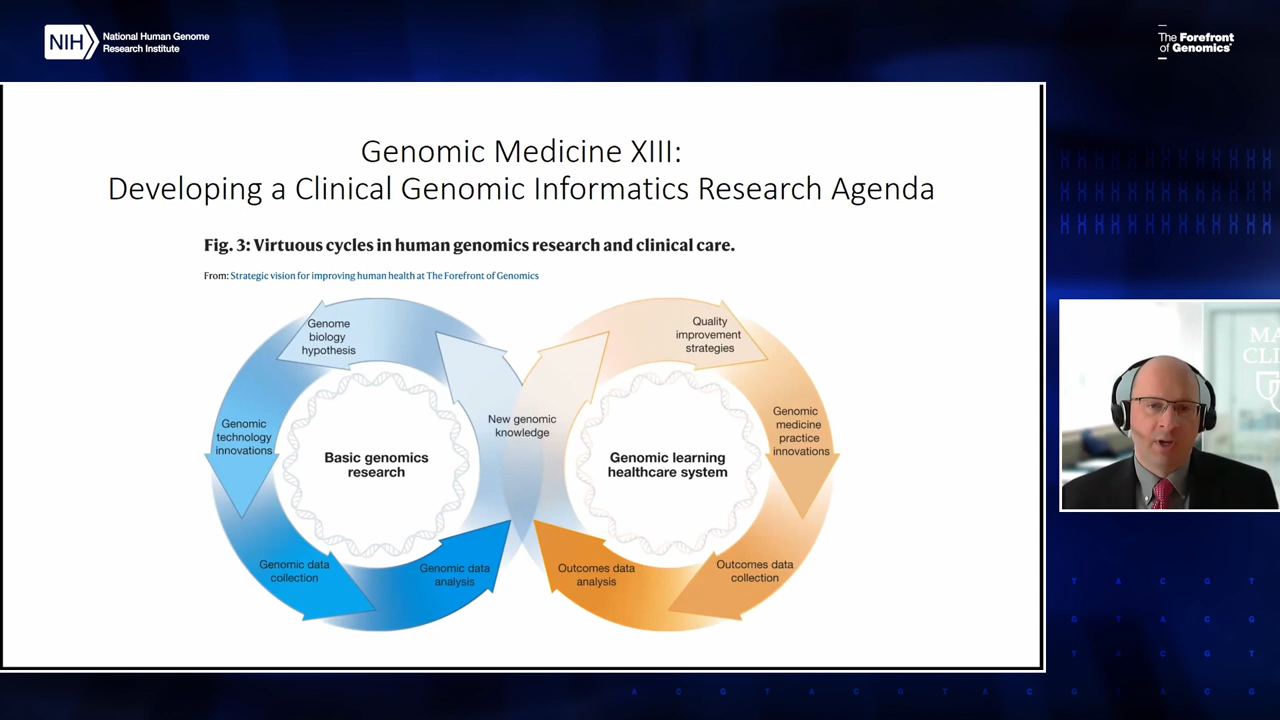 NIH
National Human Genome
Research Institute
The Forefront
of Genomics®
Genomic Medicine XIII:
Developing a Clinical Genomic Informatics Research Agenda
Fig. 3: Virtuous cycles in human genomics research and clinical care.
From: Strategic vision for improving human health at The Forefront of Genomics
Genome
biology
hypothesis
Genomic
technology
innovations
Genomic data
collection
Genomic data
analysis
Basic genomics
research
New genomic
knowledge
Quality
improvement
strategies
Genomic
medicine
practice
innovations
Outcomes data
collection
Outcomes data
analysis
Genomic learning
healthcare system
MA
CLI
T A C G T
G T A C G
T A C G T
A C G T A C G T A C G T A C G